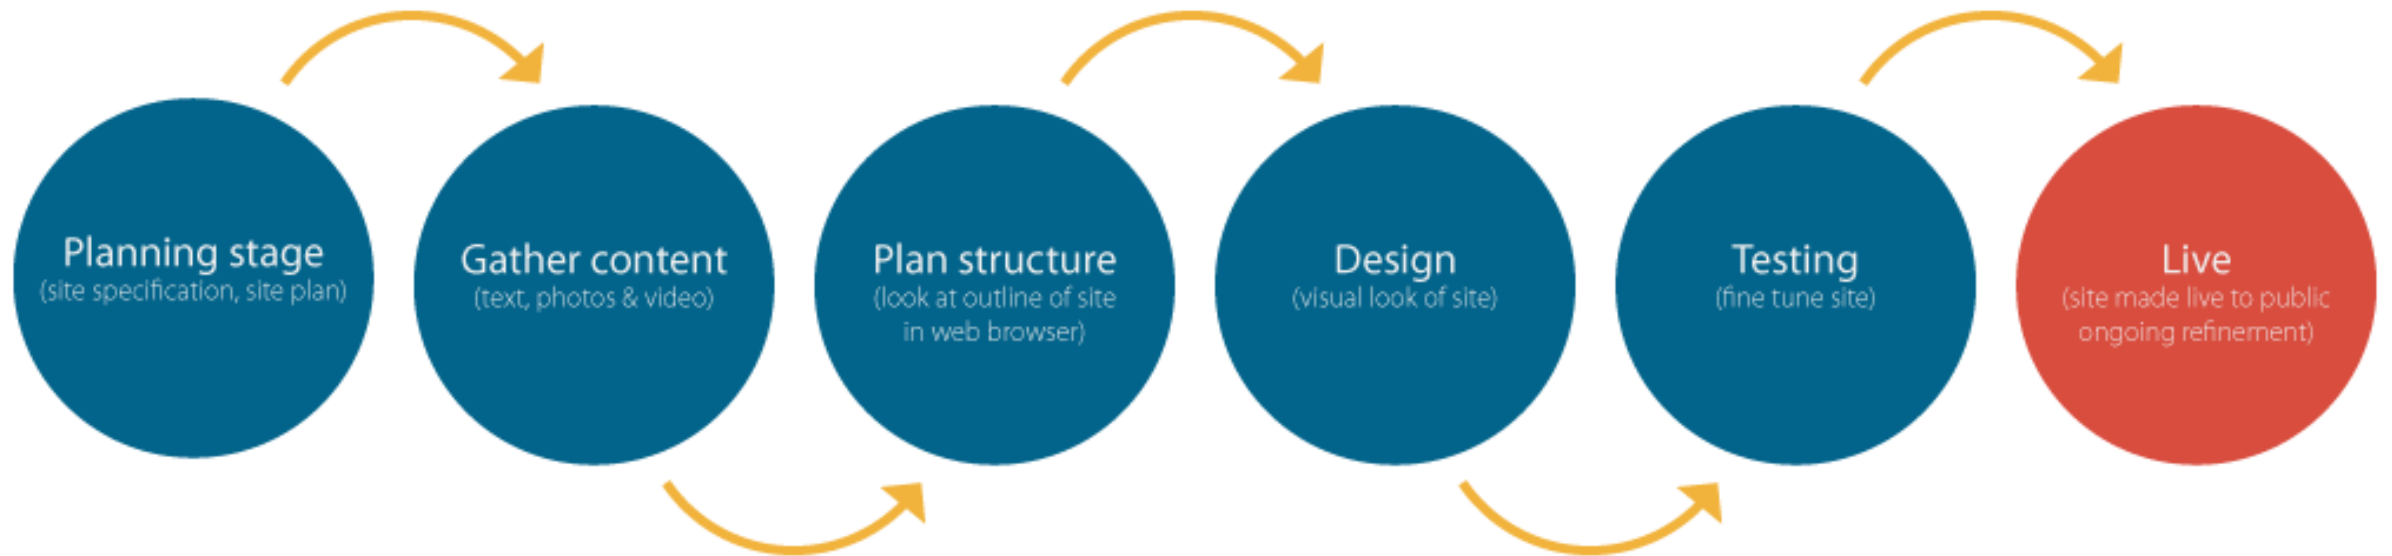 Planning stage
(site specification, site plan)
Gather content
(text, photos & video)
Plan structure
(look at outline of site
in web browser)
Design
(visual look of site)
Testing
(fine tune site)
Live
(site made live to public
ongoing refinement)